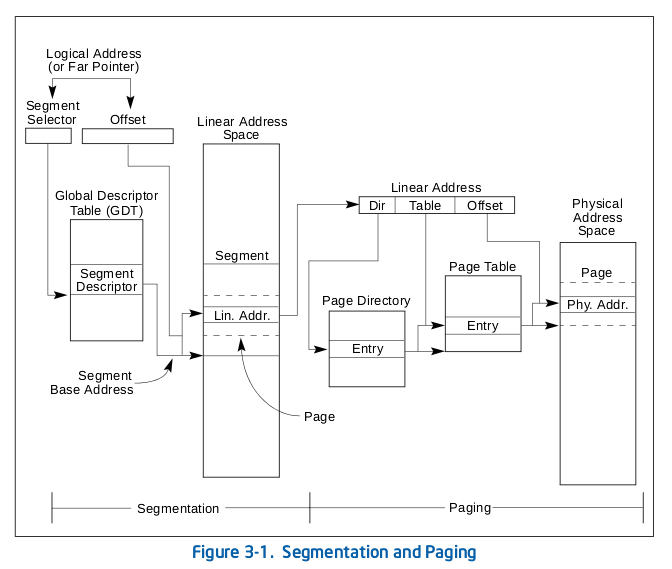 Logical Address
(or Far Pointer)
Segment
Selector
Offset
Linear Address
Space
Global Descriptor
Table (GDT)
Segment
Descriptor
Segment
Lin. Addr.
Segment
Base Address
Page
Linear Address
Dir
Table
Offset
Physical
Address
Space
Page Table
Page
Page Directory
Phy. Addr.
Entry
Entry
Segmentation
Paging
Figure 3-1. Segmentation and Paging